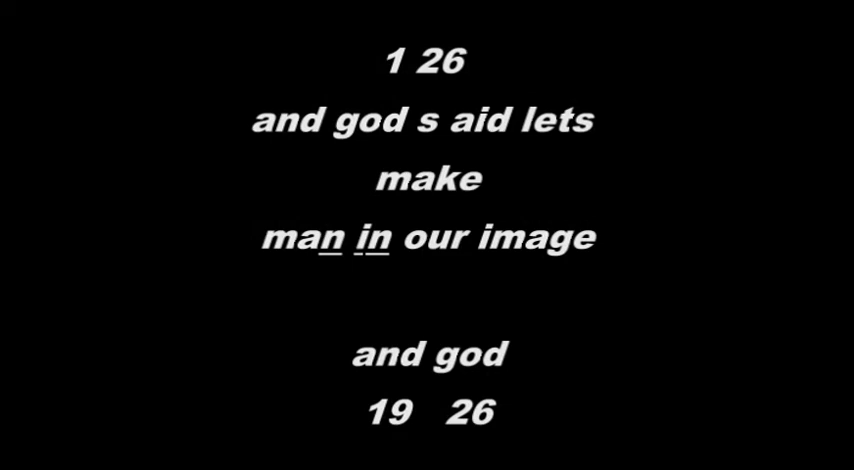 1 26
and god s aid lets
make
man in our image
and god
19 26